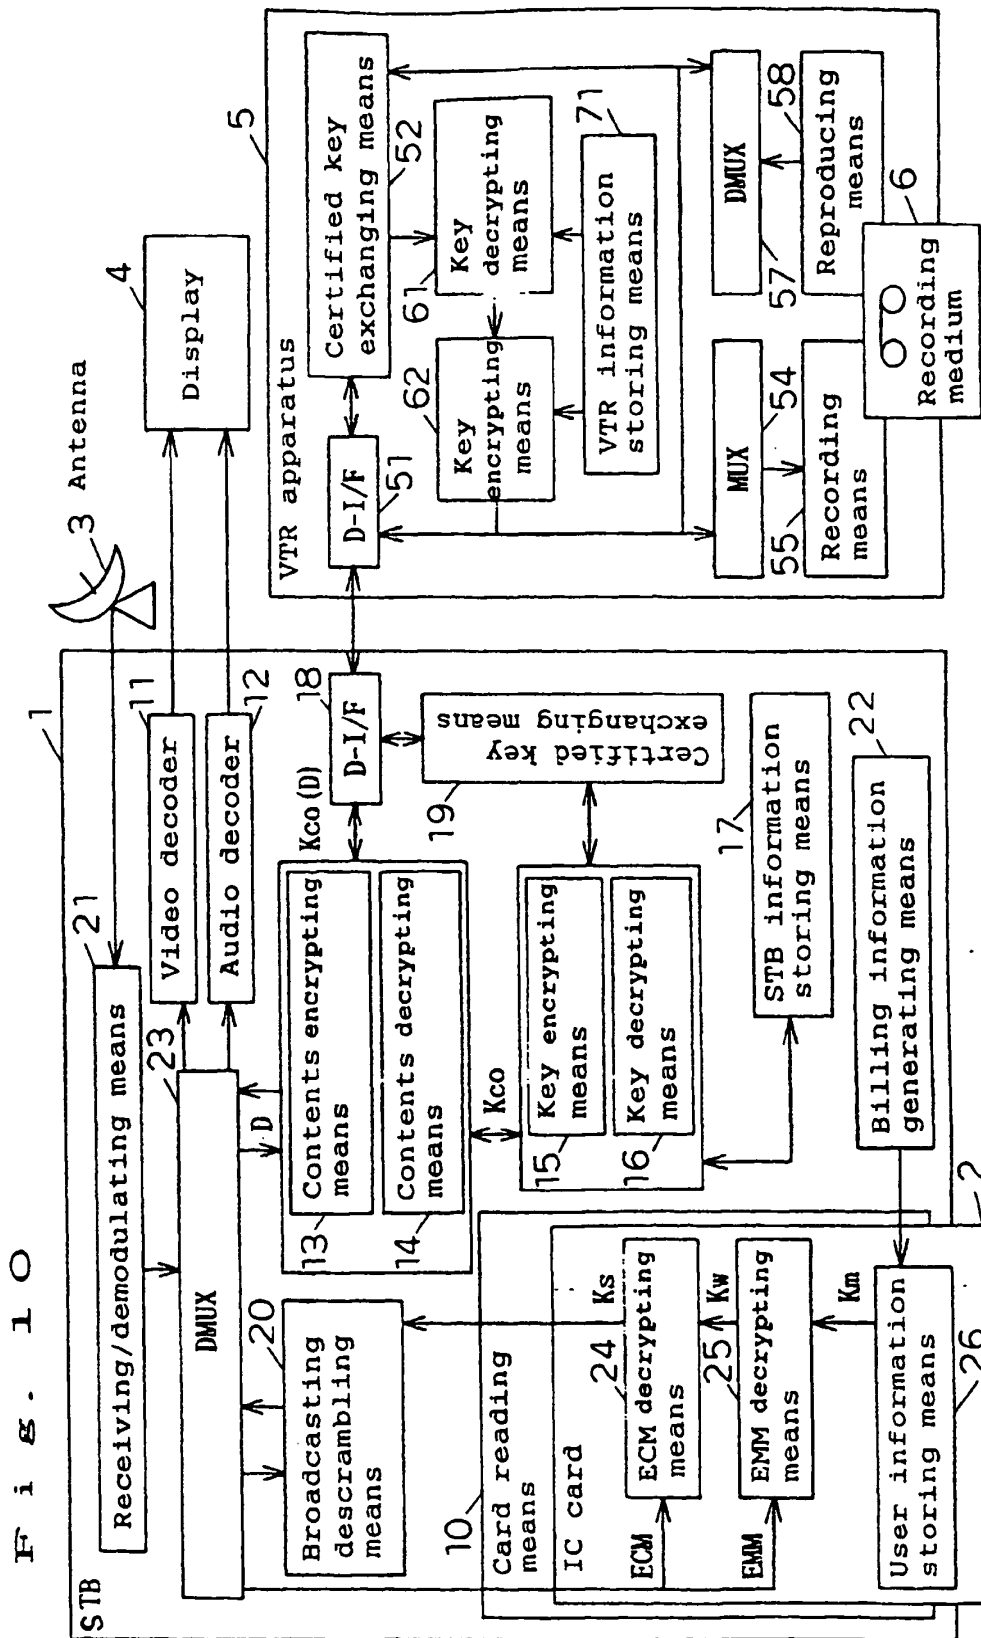 Fig. 10
STB
1
Receiving/demodulating means
21
DMUX
23
Video decoder
11
Audio decoder
12
3
Antenna
4
Display
Broadcasting
descrambling
means
20
D
Contents encrypting
means
13
Contents decrypting
means
14
Kco(D)
D-I/F
18
Kco
Certified key
exchanging means
19
Key encrypting
means
15
Key decrypting
means
16
STB information
storing means
17
Billing information
generating means
22
10
Card reading
means
IC card
2
ECM
EMM
Ks
ECM decrypting
means
24
Kw
EMM decrypting
means
25
Km
User information
storing means
26
VTR apparatus
5
D-I/F
51
Certified key
exchanging means
52
Key
encrypting
means
62
Key
decrypting
means
61
VTR information
storing means
71
MUX
54
DMUX
57
Recording
means
55
Reproducing
means
58
Recording
medium
6